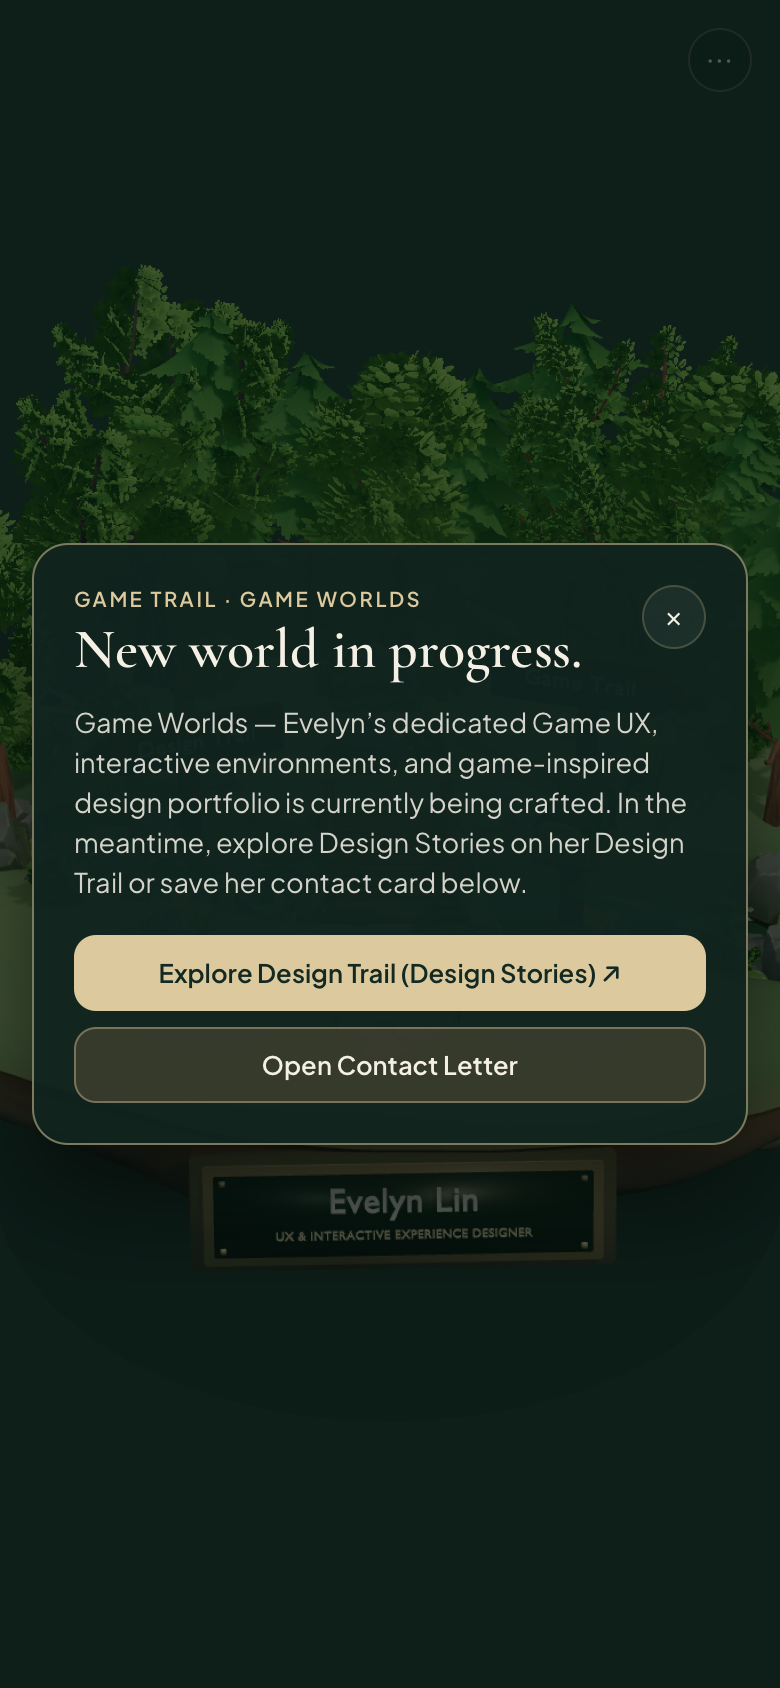 ...
GAME TRAIL · GAME WORLDS
New world in progress.
×
Game Trail
Game Worlds — Evelyn’s dedicated Game UX,
interactive environments, and game-inspired
design portfolio is currently being crafted. In the
meantime, explore Design Stories on her Design
Trail or save her contact card below.
Explore Design Trail (Design Stories) ↗
Open Contact Letter
Evelyn Lin
UX & INTERACTIVE EXPERIENCE DESIGNER